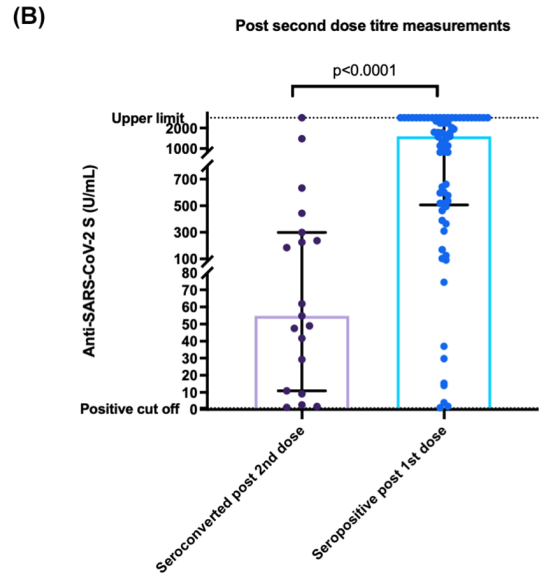 (B)
Post second dose titre measurements
p<0.0001
Upper limit
2000
1000
700
500
300
100
80
70
60
50
40
30
20
10
0
Positive cut off
Anti-SARS-CoV-2 S (U/mL)
Seroconverted post 2nd dose
Seropositive post 1st dose